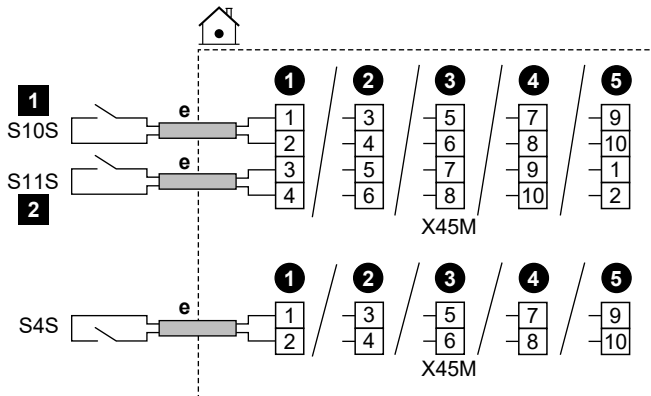 1 2 3 4 5
1
e
S10S
1 3 5 7 9
2 4 6 8 10
e
S11S
3 5 7 9 1
4 6 8 10 2
2
X45M
1 2 3 4 5
e
S4S
1 3 5 7 9
2 4 6 8 10
X45M